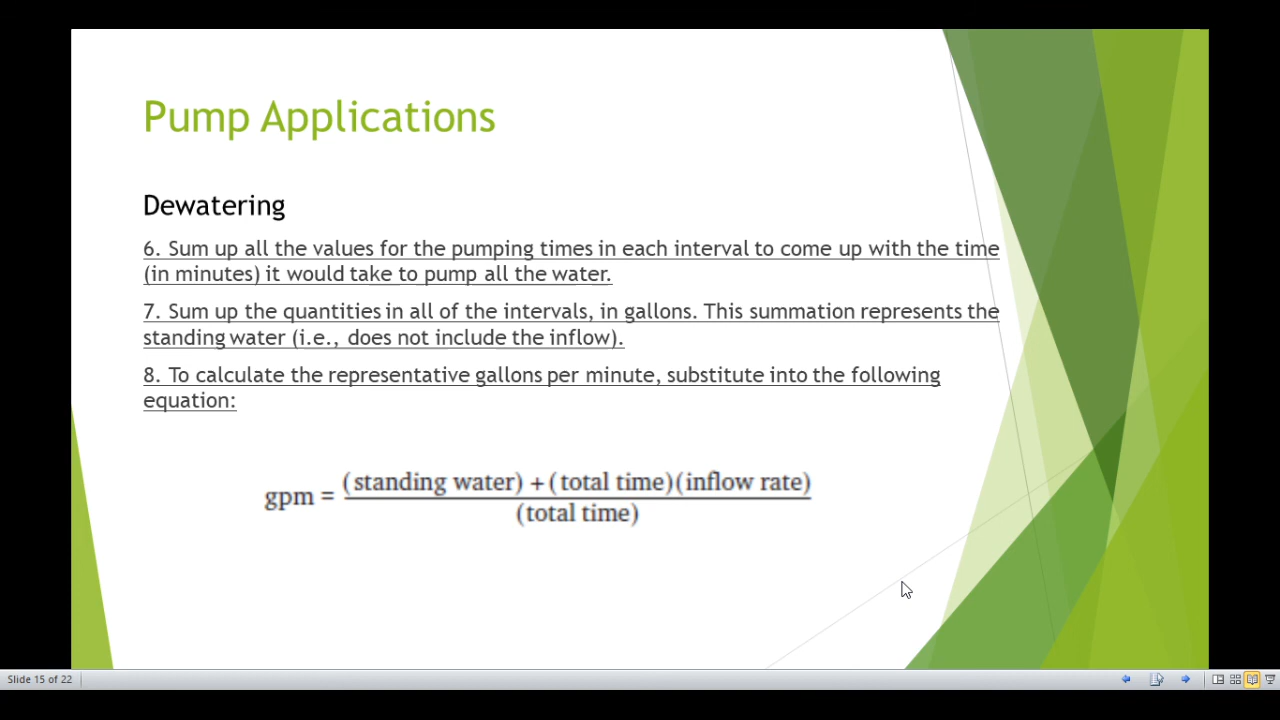 Pump Applications
Dewatering
6. Sum up all the values for the pumping times in each interval to come up with the time
(in minutes) it would take to pump all the water.
7. Sum up the quantities in all of the intervals, in gallons. This summation represents the
standing water (i.e., does not include the inflow).
8. To calculate the representative gallons per minute, substitute into the following
equation:
gpm = (standing water) + (total time)(inflow rate)
(total time)
Slide 15 of 22